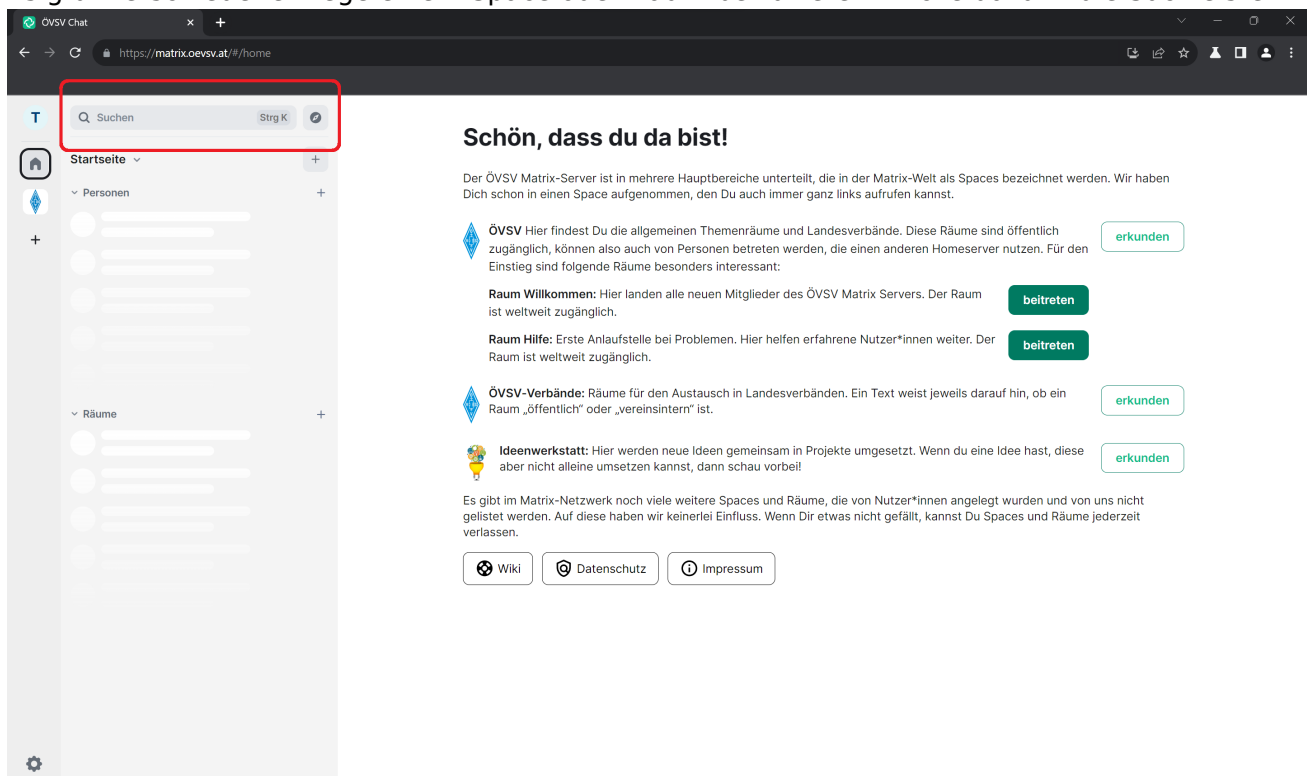 ÖVSV Chat
https://matrix.oevsv.at/#/home
T
Suchen Strg K
Startseite
Personen
Räume
Schön, dass du da bist!
Der ÖVSV Matrix-Server ist in mehrere Hauptbereiche unterteilt, die in der Matrix-Welt als Spaces bezeichnet werden. Wir haben
Dich schon in einen Space aufgenommen, den Du auch immer ganz links aufrufen kannst.
ÖVSV Hier findest Du die allgemeinen Themenräume und Landesverbände. Diese Räume sind öffentlich
zugänglich, können also auch von Personen betreten werden, die einen anderen Homeserver nutzen. Für den
Einstieg sind folgende Räume besonders interessant:
erkunden
Raum Willkommen: Hier landen alle neuen Mitglieder des ÖVSV Matrix Servers. Der Raum
ist weltweit zugänglich.
beitreten
Raum Hilfe: Erste Anlaufstelle bei Problemen. Hier helfen erfahrene Nutzer*innen weiter. Der
Raum ist weltweit zugänglich.
beitreten
ÖVSV-Verbände: Räume für den Austausch in Landesverbänden. Ein Text weist jeweils darauf hin, ob ein
Raum „öffentlich“ oder „vereinsintern“ ist.
erkunden
Ideenwerkstatt: Hier werden neue Ideen gemeinsam in Projekte umgesetzt. Wenn du eine Idee hast, diese
aber nicht alleine umsetzen kannst, dann schau vorbei!
erkunden
Es gibt im Matrix-Netzwerk noch viele weitere Spaces und Räume, die von Nutzer*innen angelegt wurden und von uns nicht
gelistet werden. Auf diese haben wir keinerlei Einfluss. Wenn Dir etwas nicht gefällt, kannst Du Spaces und Räume jederzeit
verlassen.
Wiki Datenschutz Impressum